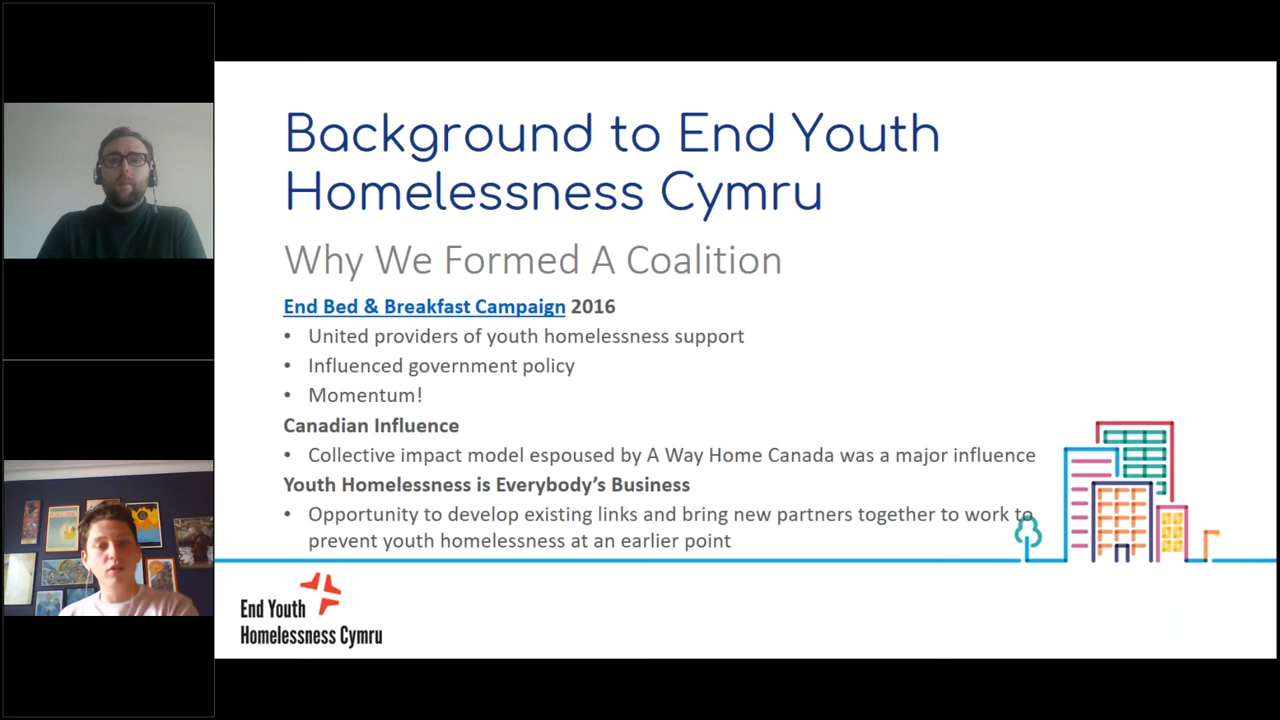 Background to End Youth
Homelessness Cymru
Why We Formed A Coalition
End Bed & Breakfast Campaign 2016
• United providers of youth homelessness support
• Influenced government policy
• Momentum!
Canadian Influence
• Collective impact model espoused by A Way Home Canada was a major influence
Youth Homelessness is Everybody’s Business
• Opportunity to develop existing links and bring new partners together to work to
prevent youth homelessness at an earlier point
End Youth
Homelessness Cymru